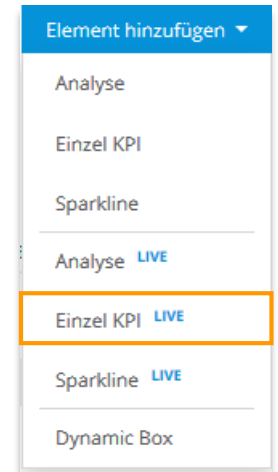 Element hinzufügen
Analyse
Einzel KPI
Sparkline
Analyse LIVE
Einzel KPI LIVE
Sparkline LIVE
Dynamic Box